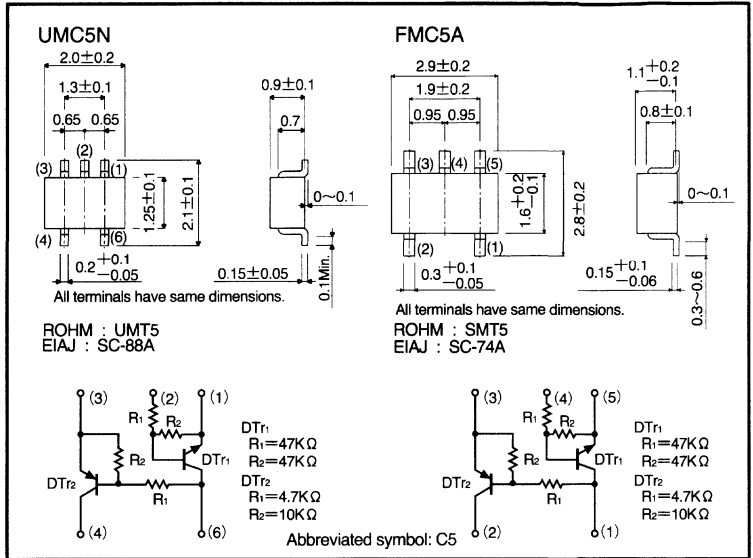 UMC5N
2.0±0.2
1.3±0.1
0.65 0.65
(2)
(3) (1)
(4) (6)
1.25±0.1
2.1±0.1
0.2 +0.1 −0.05
0.9±0.1
0.7
0~0.1
0.15±0.05
0.1Min.
All terminals have same dimensions.
ROHM : UMT5
EIAJ : SC-88A
FMC5A
2.9±0.2
1.9±0.2
0.95 0.95
(3) (4) (5)
(2) (1)
1.6 +0.2 −0.1
2.8±0.2
0.3 +0.1 −0.05
1.1 +0.2 −0.1
0.8±0.1
0~0.1
0.15 +0.1 −0.06
0.3~0.6
All terminals have same dimensions.
ROHM : SMT5
EIAJ : SC-74A
(3) (2) (1)
R1 R2
R2 DTr1
DTr2
R1
(4) (6)
DTr1
R1=47KΩ
R2=47KΩ
DTr2
R1=4.7KΩ
R2=10KΩ
(3) (4) (5)
R1 R2
R2 DTr1
DTr2
R1
(2) (1)
DTr1
R1=47KΩ
R2=47KΩ
DTr2
R1=4.7KΩ
R2=10KΩ
Abbreviated symbol: C5